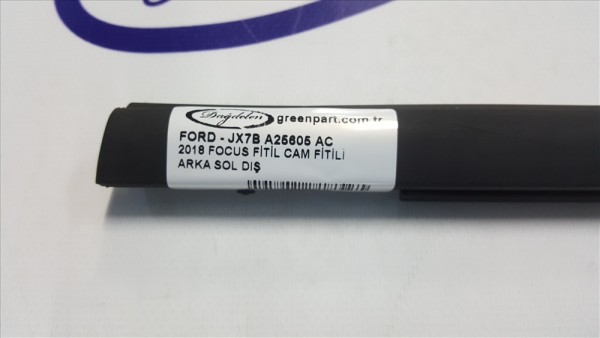 Dağdelen greenpart.com.tr
FORD - JX7B A25605 AC
2018 FOCUS FİTİL CAM FİTİLİ
ARKA SOL DIŞ